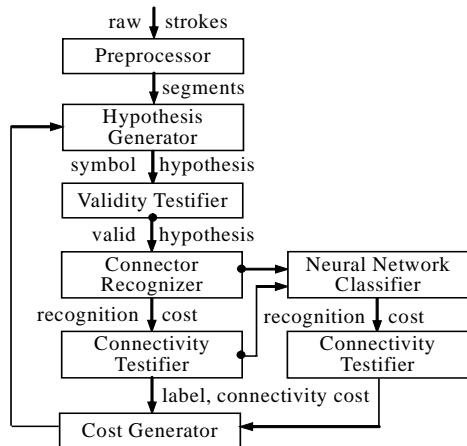 raw strokes
Preprocessor
segments
Hypothesis
Generator
symbol hypothesis
Validity Testifier
valid hypothesis
Connector
Recognizer
Neural Network
Classifier
recognition cost
recognition cost
Connectivity
Testifier
Connectivity
Testifier
label, connectivity cost
Cost Generator